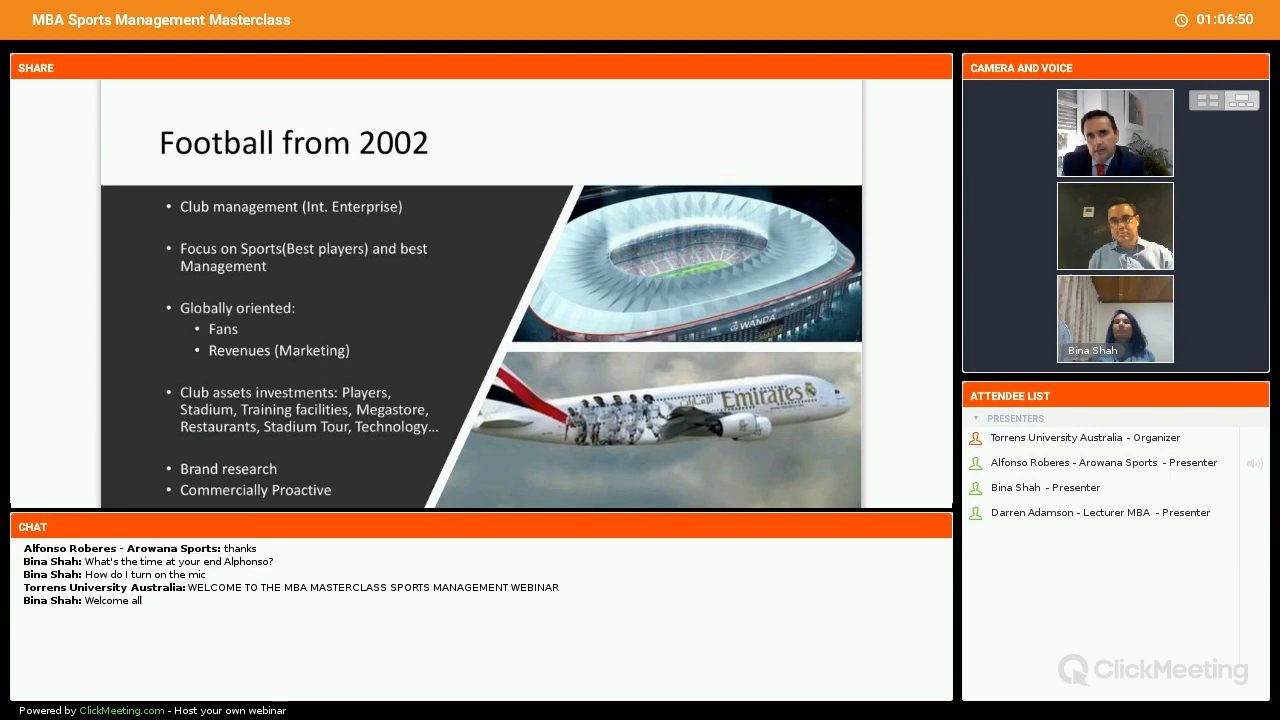 MBA Sports Management Masterclass
01:06:50
SHARE
Football from 2002
• Club management (Int. Enterprise)
• Focus on Sports(Best players) and best
Management
• Globally oriented:
• Fans
• Revenues (Marketing)
• Club assets investments: Players,
Stadium, Training facilities, Megastore,
Restaurants, Stadium Tour, Technology...
• Brand research
• Commercially Proactive
WANDA
Emirates
CAMERA AND VOICE
Bina Shah
ATTENDEE LIST
PRESENTERS
Torrens University Australia - Organizer
Alfonso Roberes - Arowana Sports - Presenter
Bina Shah - Presenter
Darren Adamson - Lecturer MBA - Presenter
ClickMeeting
CHAT
Alfonso Roberes - Arowana Sports: thanks
Bina Shah: What's the time at your end Alphonso?
Bina Shah: How do I turn on the mic
Torrens University Australia: WELCOME TO THE MBA MASTERCLASS SPORTS MANAGEMENT WEBINAR
Bina Shah: Welcome all
Powered by ClickMeeting.com - Host your own webinar